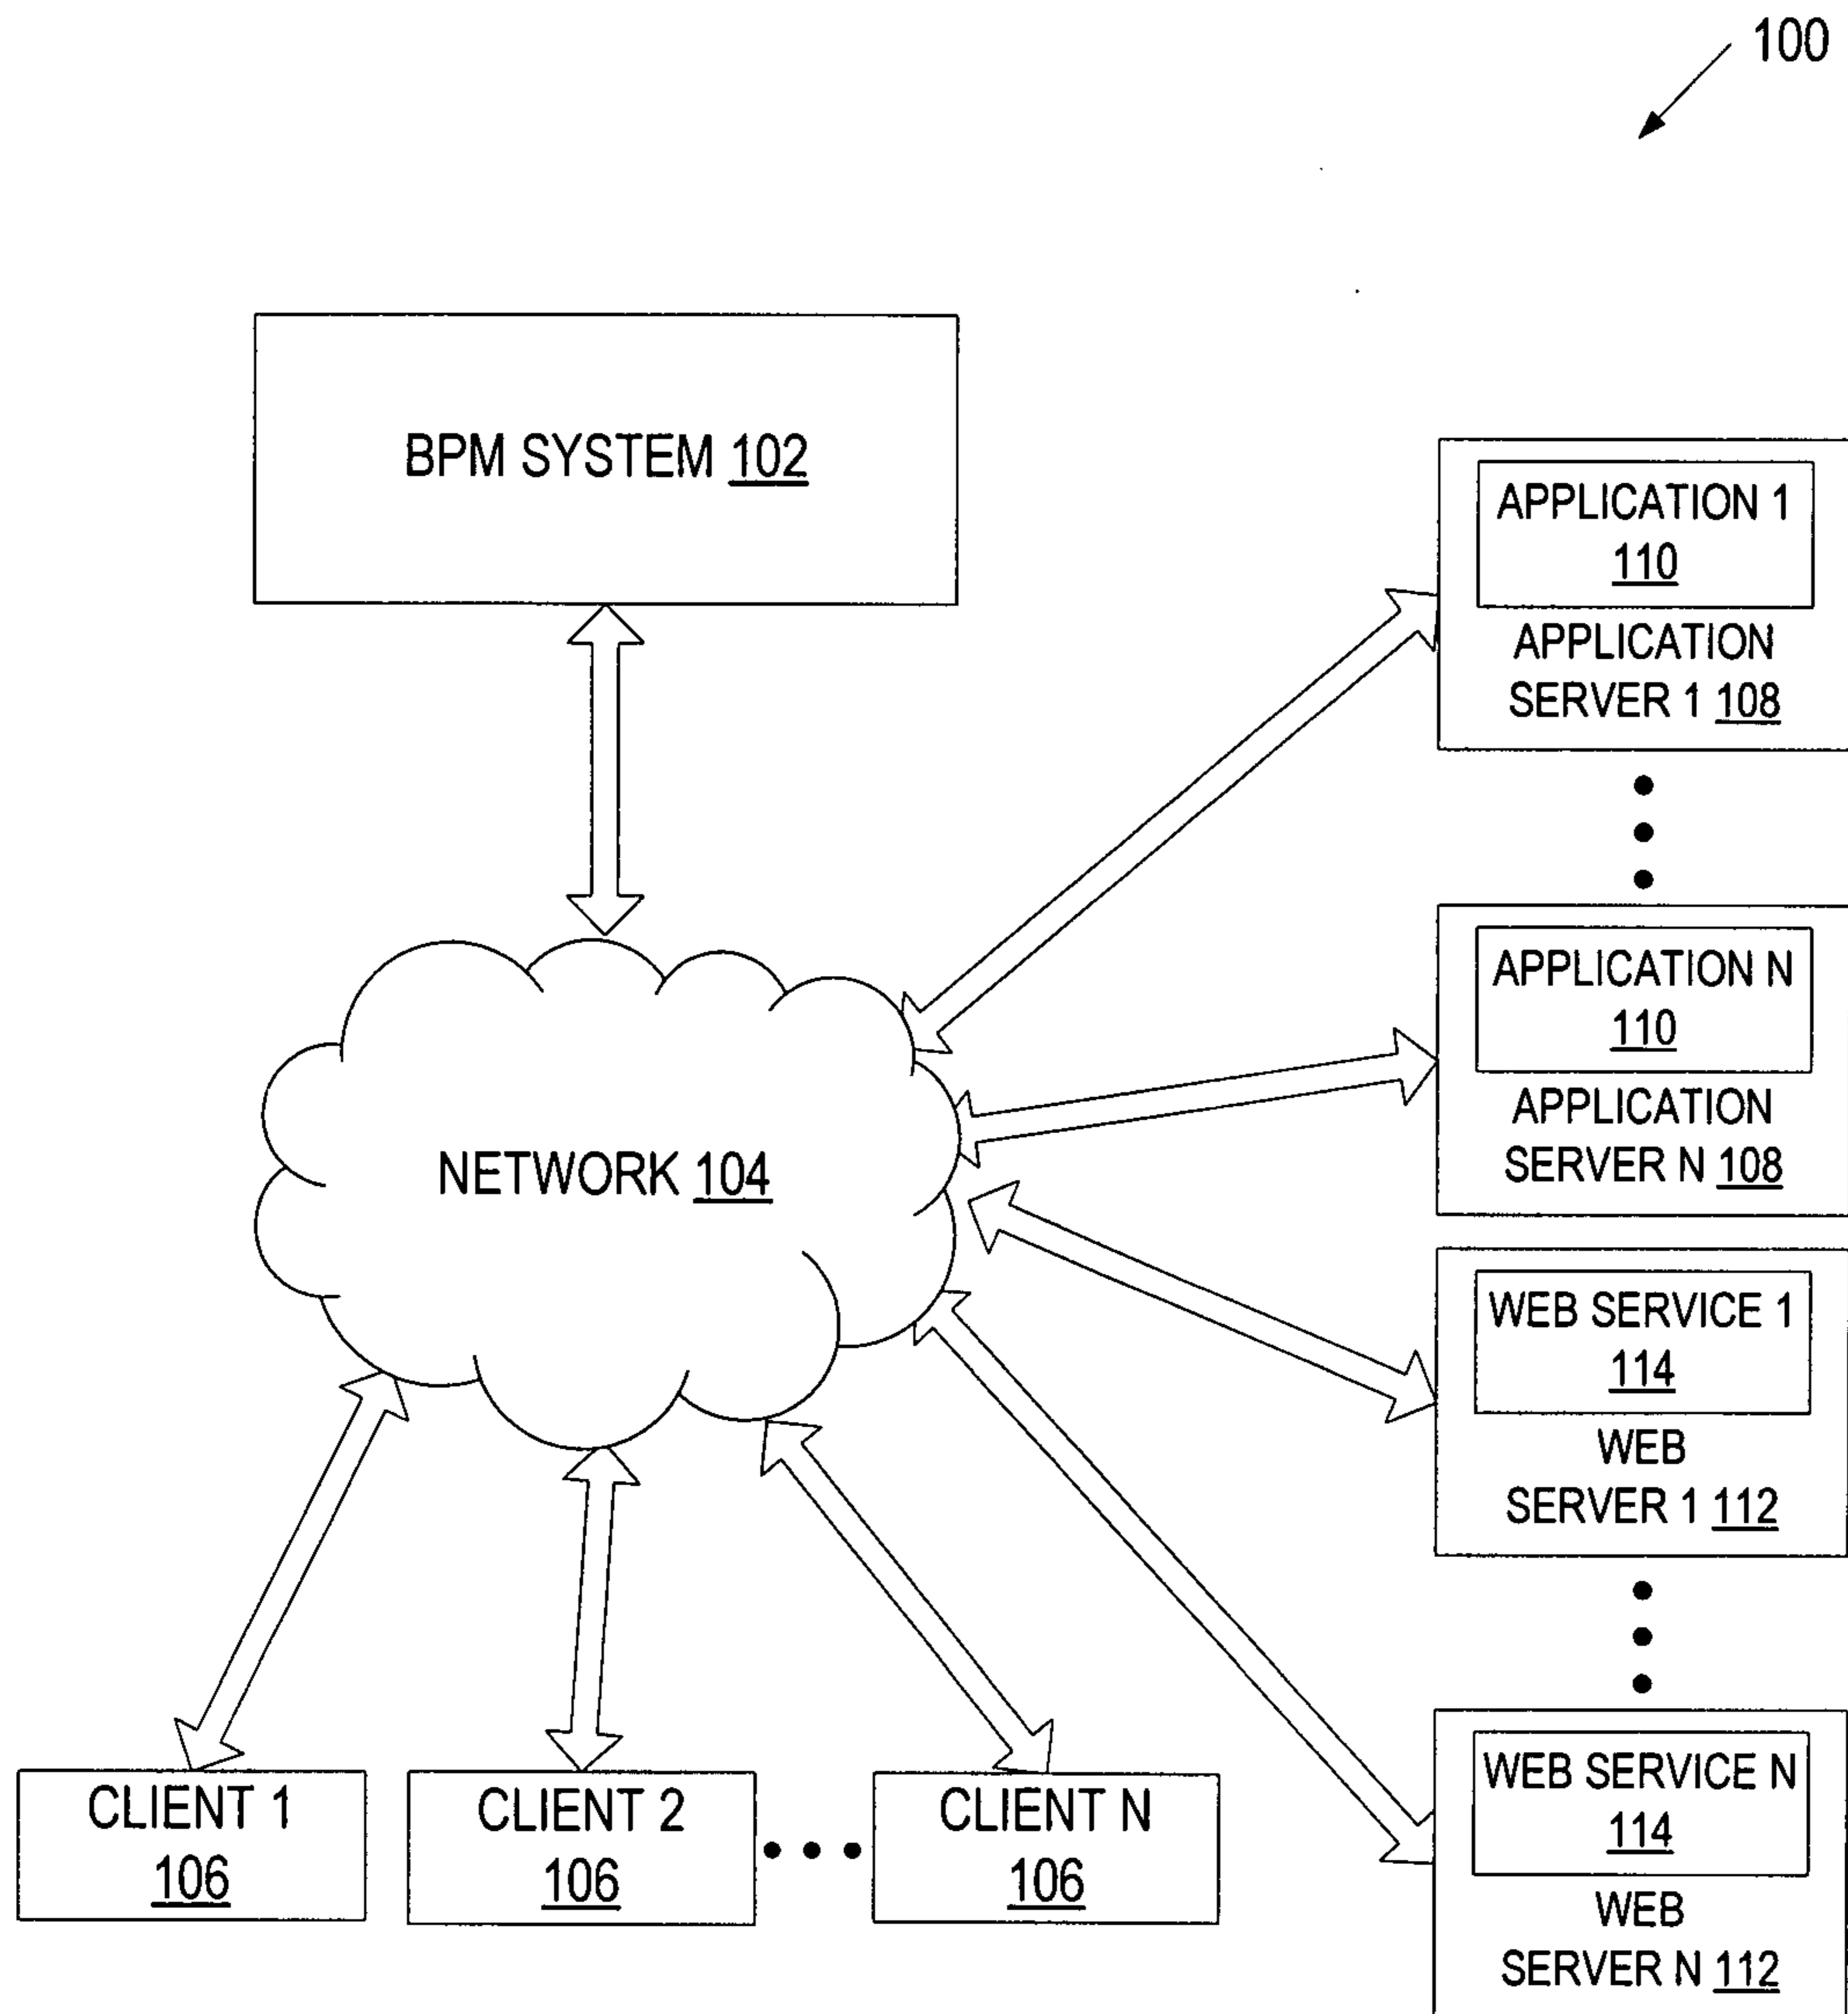 100
BPM SYSTEM 102
APPLICATION 1
110
APPLICATION
SERVER 1 108
APPLICATION N
110
APPLICATION
SERVER N 108
NETWORK 104
WEB SERVICE 1
114
WEB
SERVER 1 112
WEB SERVICE N
114
WEB
SERVER N 112
CLIENT 1
106
CLIENT 2
106
CLIENT N
106